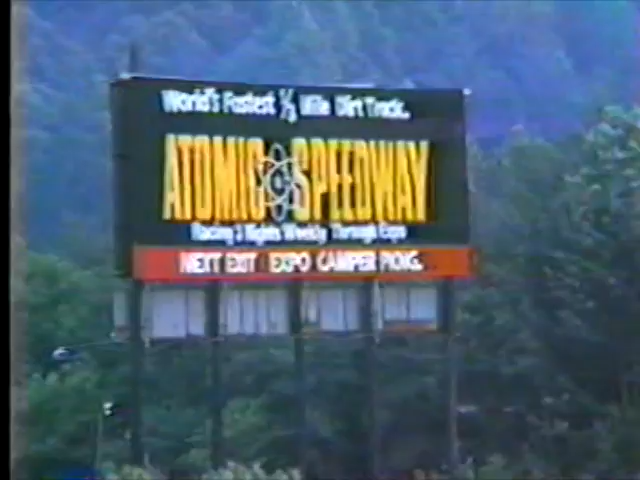 World's Fastest 1/3 Mile Dirt Track.
ATOMIC SPEEDWAY
Racing 3 Nights Weekly Through Expo
NEXT EXIT EXPO CAMPER PKNG.